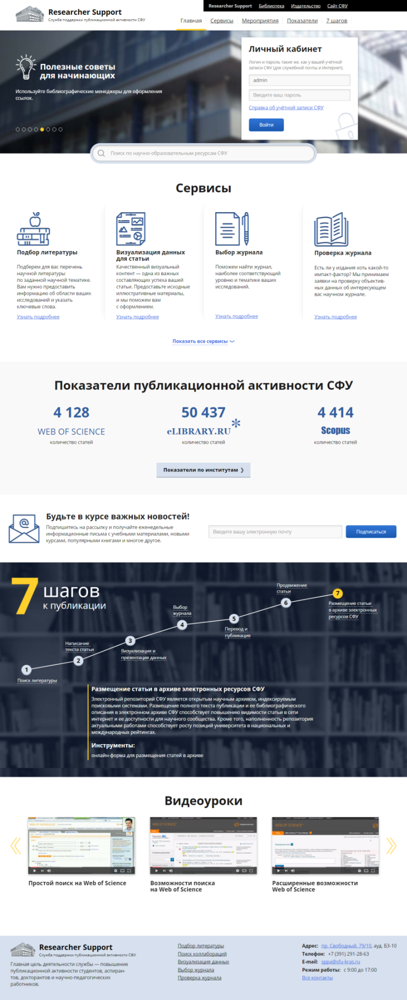 Researcher Support
Служба поддержки публикационной активности СФУ
Researcher Support Библиотека Издательство Сайт СФУ
Главная Сервисы Мероприятия Показатели 7 шагов
Полезные советы
для начинающих
Используйте библиографические менеджеры для оформления
ссылок.
Личный кабинет
Логин и пароль такие же, как у вашей учётной
записи СФУ (для служебной почты и Интернет).
admin
Введите ваш пароль
Справка об учётной записи СФУ
Войти
Поиск по научно-образовательным ресурсам СФУ
Сервисы
Подбор литературы
Подберем для вас перечень
научной литературы
по заданной научной тематике.
Вам нужно предоставить
информацию об области ваших
исследований и указать
ключевые слова.
Узнать подробнее
Визуализация данных
для статьи
Качественный визуальный
контент — одна из важных
составляющих успеха вашей
статьи. Предоставьте исходные
иллюстративные материалы,
и мы поможем вам
с оформлением.
Узнать подробнее
Выбор журнала
Поможем найти журнал,
наиболее соответствующий
уровню и тематике ваших
исследований.
Узнать подробнее
Проверка журнала
Есть ли у издания хоть какой-то
импакт-фактор? Мы принимаем
заявки на проверку объектив-
ных данных об интересующем
вас научном журнале.
Узнать подробнее
Показать все сервисы
Показатели публикационной активности СФУ
4 128
WEB OF SCIENCE
количество статей
50 437
eLIBRARY.RU*
количество статей
4 414
Scopus
количество статей
Показатели по институтам ❯
Будьте в курсе важных новостей!
Подпишитесь на рассылку и получайте еженедельные
информационные письма с учебными материалами, новыми
курсами, популярными книгами и многое другое.
Введите вашу электронную почту
Подписаться
7 шагов
к публикации
1
Поиск литературы
Написание
текста статьи
2
3
Визуализация и
презентация данных
Выбор
журнала
4
5
Перевод и
публикация
Продвижение
статьи
6
7
Размещение статьи
в архиве электронных
ресурсов СФУ
Размещение статьи в архиве электронных ресурсов СФУ
Электронный репозиторий СФУ является открытым научным архивом, индексируемым
поисковыми системами. Размещение полного текста публикации и ее библиографического
описания в электронном архиве СФУ способствует повышению видимости статьи в сети
интернет и ее доступности для научного сообщества. Кроме того, наполненность репозитория
актуальными работами способствует росту позиций университета в национальных и
международных рейтингах.
Инструменты:
онлайн-форма для размещения статей в архиве
Видеоуроки
WEB OF KNOWLEDGE
WEB OF SCIENCE
WEB OF SCIENCE
Простой поиск на Web of Science
Возможности поиска
на Web of Science
Расширенные возможности
Web of Science
Researcher Support
Служба поддержки публикационной активности СФУ
Главная цель деятельности службы — повышение
публикационной активности студентов, аспиран-
тов, докторантов и научно-педагогических
работников.
Подбор литературы
Поиск коллабораций
Визуализация данных
Выбор журнала
Проверка журнала
Адрес: пр. Свободный, 79/10, ауд. Б3-10
Телефон: +7 (391) 291-28-63
E-mail: sppa@sfu-kras.ru
Режим работы: с 9:00 до 17:00
Все контакты